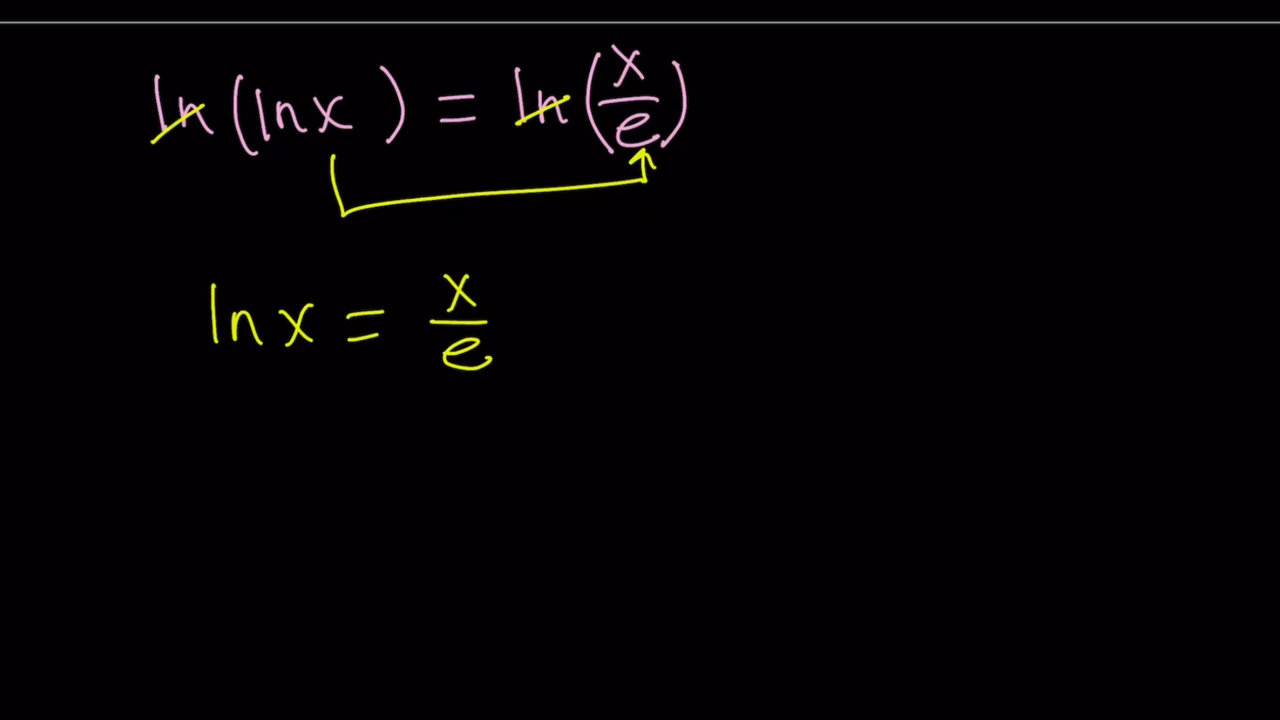 ln(ln x) = ln(x/e)
ln x = x/e